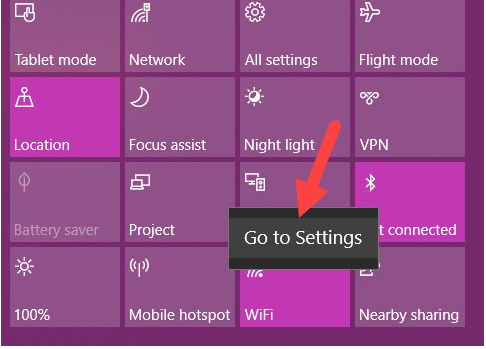 Tablet mode
Network
All settings
Flight mode
Location
Focus assist
Night light
VPN
Battery saver
Project
Go to Settings
connected
100%
Mobile hotspot
WiFi
Nearby sharing